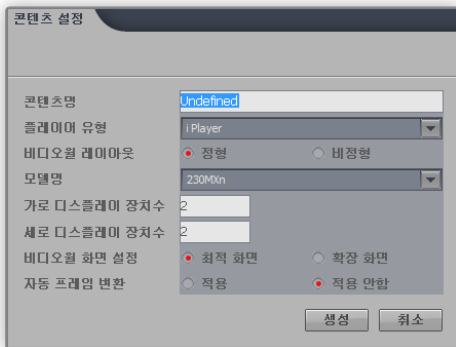 콘텐츠 설정
콘텐츠명 Undefined
플레이어 유형 i Player
비디오월 레이아웃 정형 비정형
모델명 230MXn
가로 디스플레이 장치수 2
세로 디스플레이 장치수 2
비디오월 화면 설정 최적 화면 확장 화면
자동 프레임 변환 적용 적용 안함
생성 취소